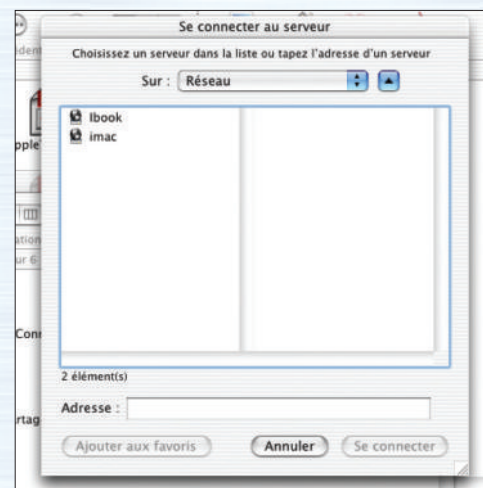 Se connecter au serveur
Choisissez un serveur dans la liste ou tapez l'adresse d'un serveur
Sur : Réseau
Ibook
imac
2 élément(s)
Adresse :
Ajouter aux favoris Annuler Se connecter